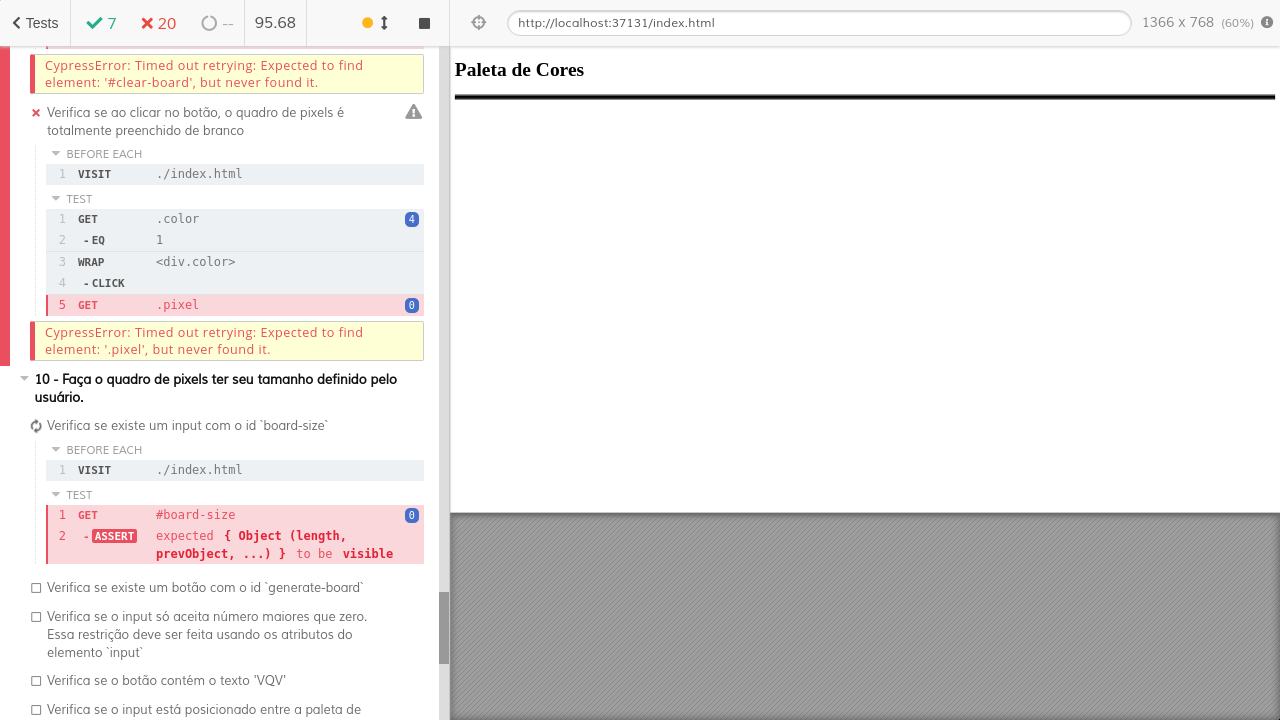 Tests 7 20 -- 95.68 http://localhost:37131/index.html 1366 x 768 (60%)
CypressError: Timed out retrying: Expected to find
element: '#clear-board', but never found it.
Verifica se ao clicar no botão, o quadro de pixels é
totalmente preenchido de branco
BEFORE EACH
1 VISIT ./index.html
TEST
1 GET .color 4
2 - EQ 1
3 WRAP <div.color>
4 - CLICK
5 GET .pixel 0
CypressError: Timed out retrying: Expected to find
element: '.pixel', but never found it.
10 - Faça o quadro de pixels ter seu tamanho definido pelo
usuário.
Verifica se existe um input com o id `board-size`
BEFORE EACH
1 VISIT ./index.html
TEST
1 GET #board-size 0
2 - ASSERT expected { Object (length,
prevObject, ...) } to be visible
Verifica se existe um botão com o id `generate-board`
Verifica se o input só aceita número maiores que zero.
Essa restrição deve ser feita usando os atributos do
elemento `input`
Verifica se o botão contém o texto 'VQV'
Verifica se o input está posicionado entre a paleta de
Paleta de Cores